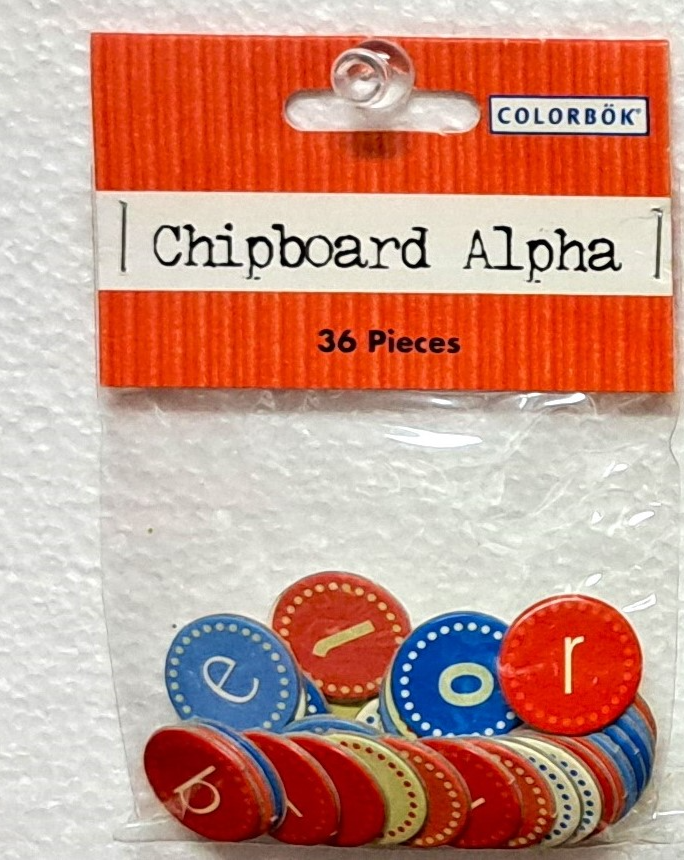 COLORBÖK®
Chipboard Alpha
36 Pieces
e l o r
b